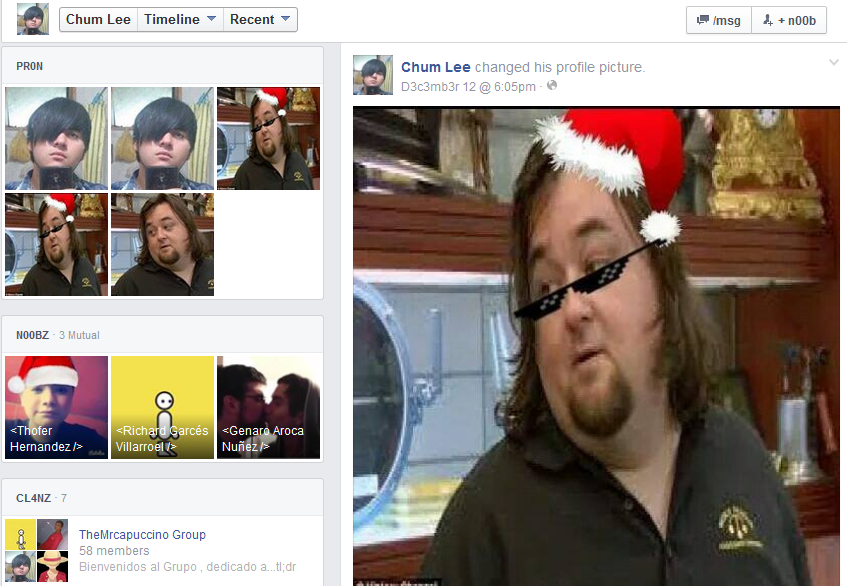 Chum Lee Timeline Recent
/msg + n00b
PR0N
N00BZ · 3 Mutual
<Thofer
Hernandez />
<Richard Garcés
Villarroel />
<Genaro Aroca
Nuñez />
CL4NZ · 7
TheMrcapuccino Group
58 members
Bienvenidos al Grupo , dedicado a...tl;dr
Chum Lee changed his profile picture.
D3c3mb3r 12 @ 6:05pm ·